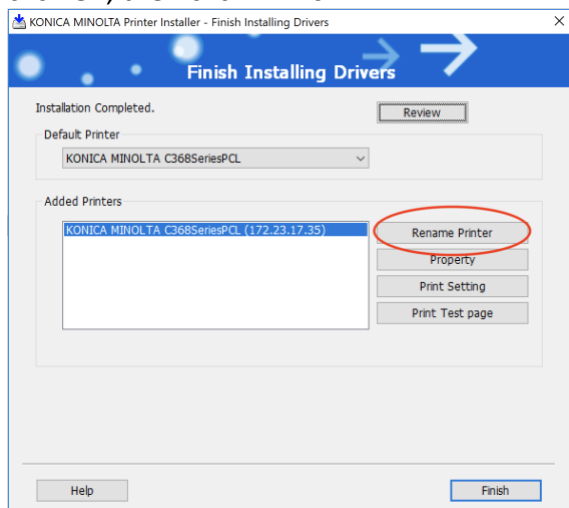 KONICA MINOLTA Printer Installer - Finish Installing Drivers
Finish Installing Drivers
Installation Completed.
Review
Default Printer
KONICA MINOLTA C368SeriesPCL
Added Printers
KONICA MINOLTA C368SeriesPCL (172.23.17.35)
Rename Printer
Property
Print Setting
Print Test page
Help
Finish